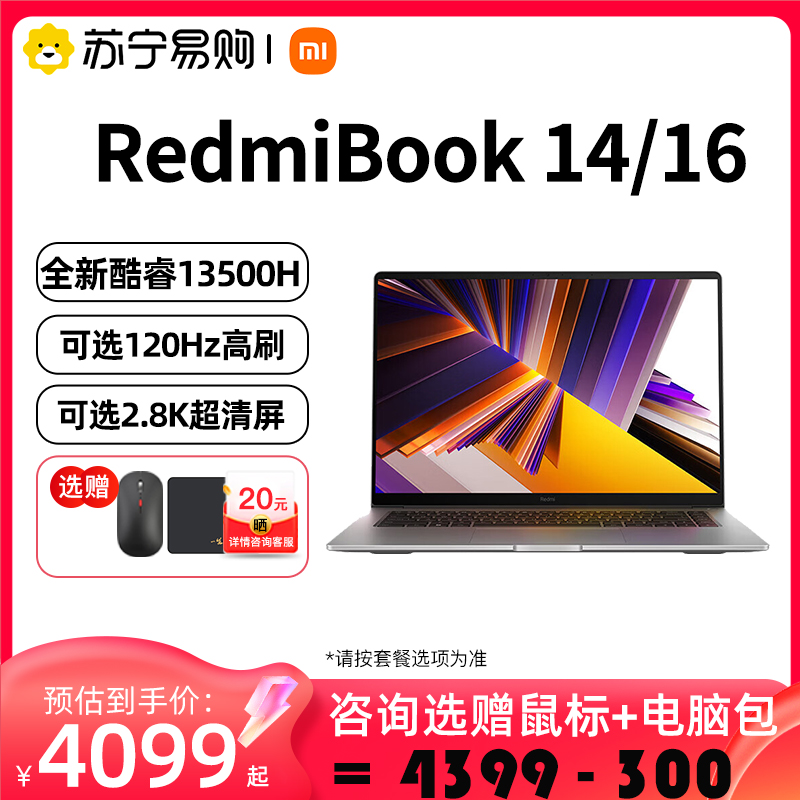 苏宁易购 | mi
RedmiBook 14/16
全新酷睿13500H
可选120Hz高刷
可选2.8K超清屏
选赠
20元
晒
详情咨询客服
Redmi
*请按套餐选项为准
预估到手价:
¥4099起
咨询选赠鼠标+电脑包
= 4399 - 300